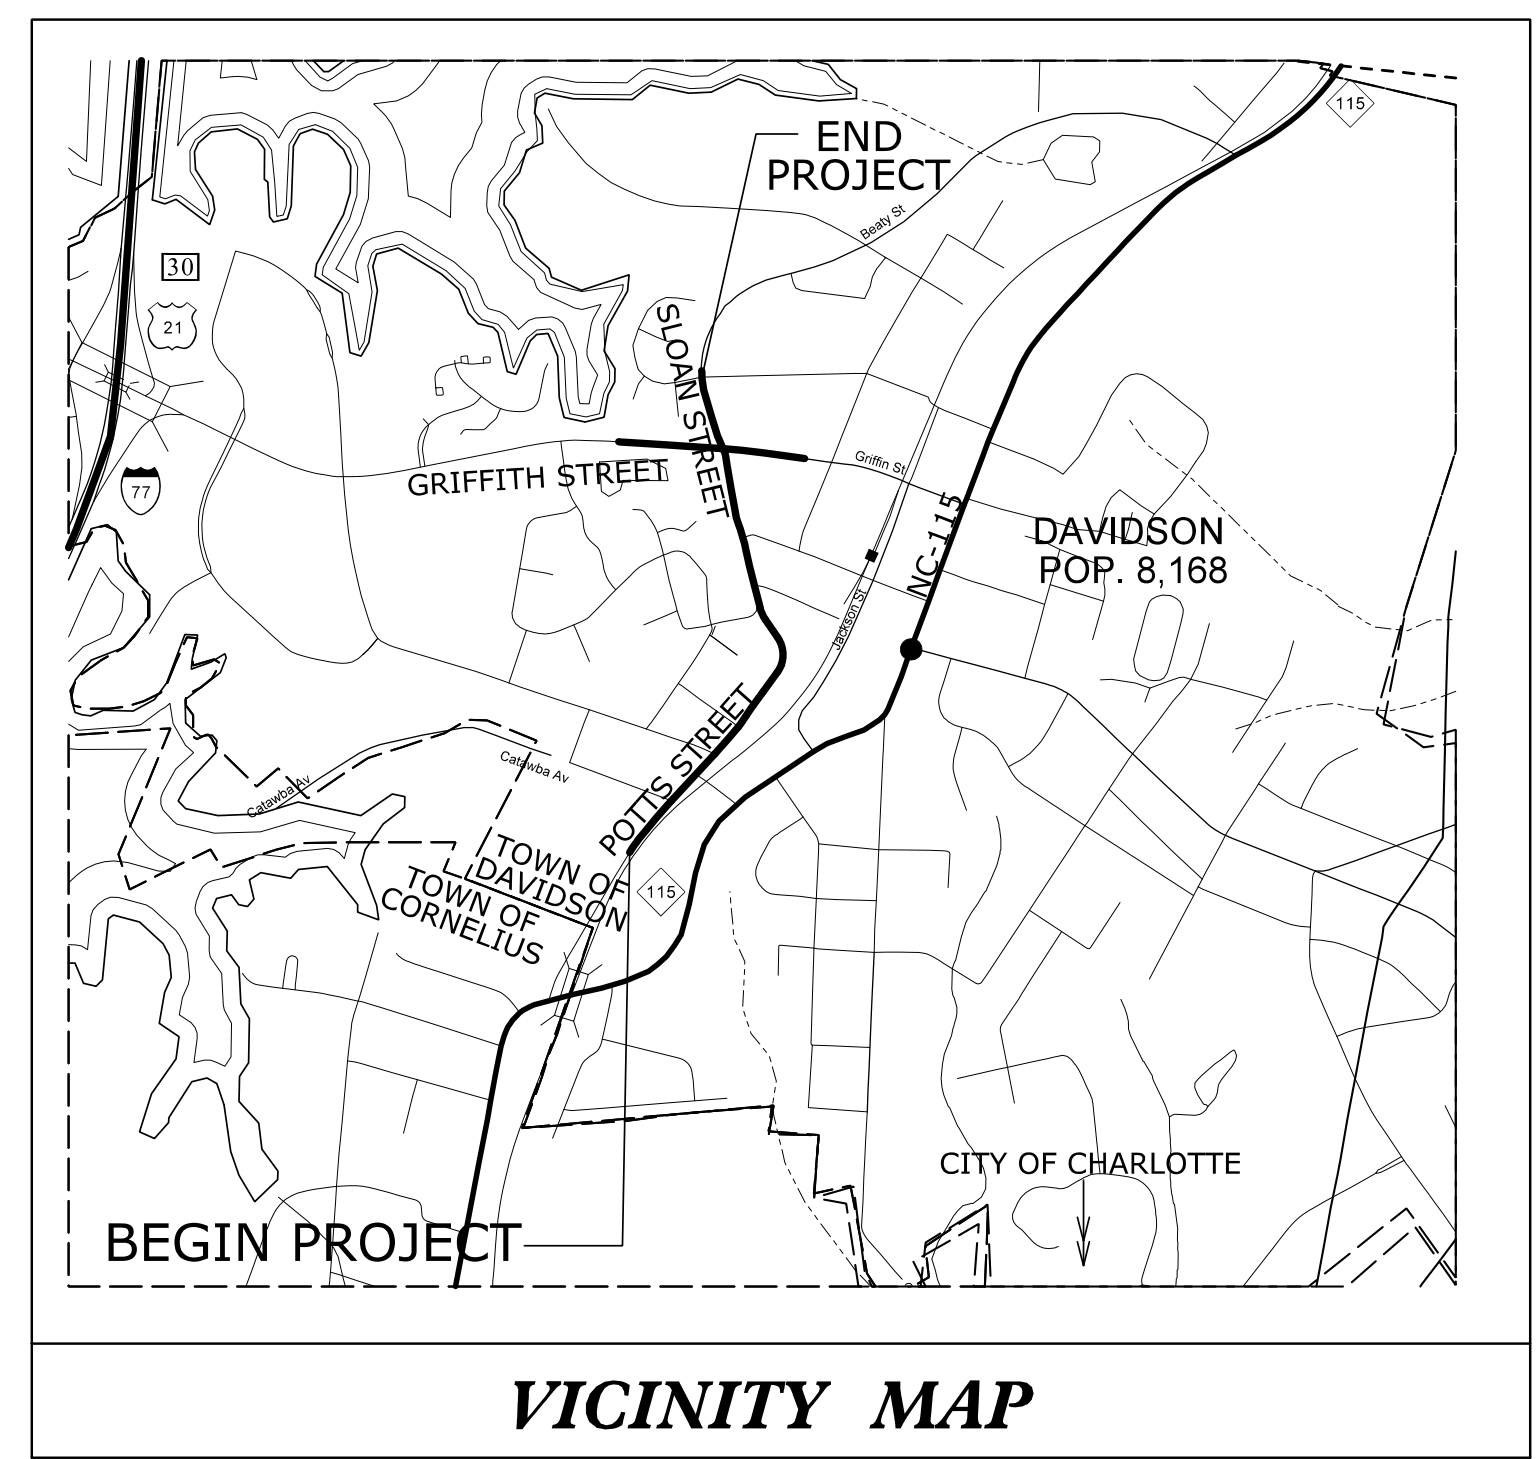 115
END
PROJECT
Beaty St
30
21
SLOAN STREET
Griffin St
GRIFFITH STREET
77
NC-115
DAVIDSON
POP. 8,168
Jackson St
POTTS STREET
Catawba Av
Catawba Av
TOWN OF
DAVIDSON
TOWN OF
CORNELIUS
115
CITY OF CHARLOTTE
BEGIN PROJECT
VICINITY MAP